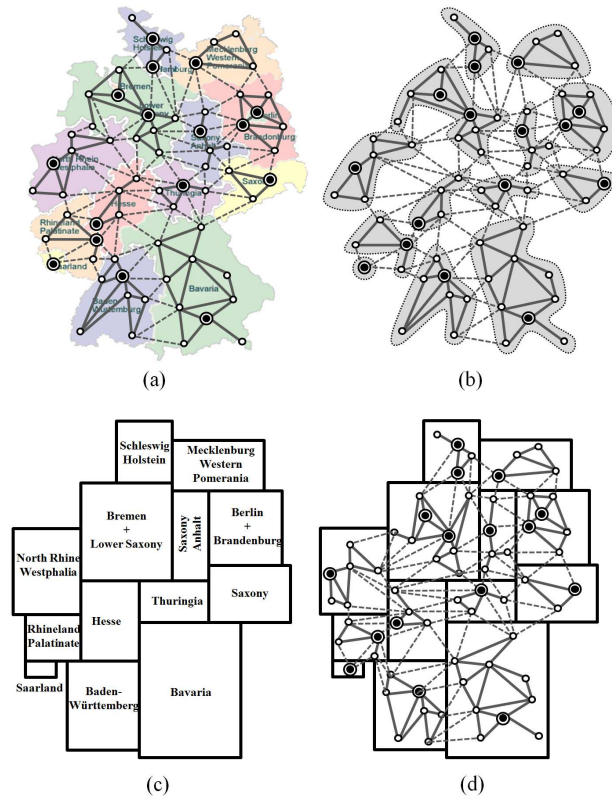 Schleswig
Holstein
Mecklenburg
Western
Pomerania
Hamburg
Bremen
Lower
Saxony
Saxony
Anhalt
Berlin
Brandenburg
North Rhein
Westphalia
Thuringia
Saxony
Hesse
Rhineland
Palatinate
Saarland
Bavaria
Baden-
(a)
(b)
Schleswig
Holstein
Mecklenburg
Western
Pomerania
Bremen
+
Lower Saxony
Saxony
Anhalt
Berlin
+
Brandenburg
North Rhine
Westphalia
Thuringia
Saxony
Hesse
Rhineland
Palatinate
Saarland
Baden-
Württemberg
Bavaria
(c)
(d)